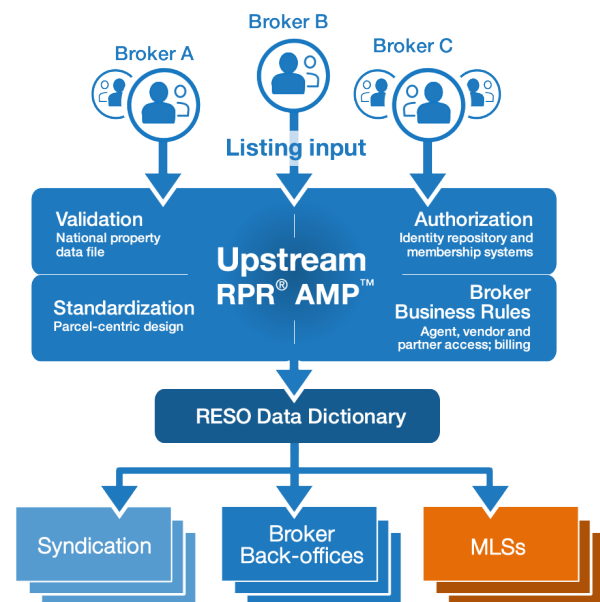 Broker A
Broker B
Broker C
Listing input
Validation
National property
data file
Authorization
Identity repository and
membership systems
Upstream
RPR® AMP™
Standardization
Parcel-centric design
Broker
Business Rules
Agent, vendor and
partner access; billing
RESO Data Dictionary
Syndication
Broker
Back-offices
MLSs